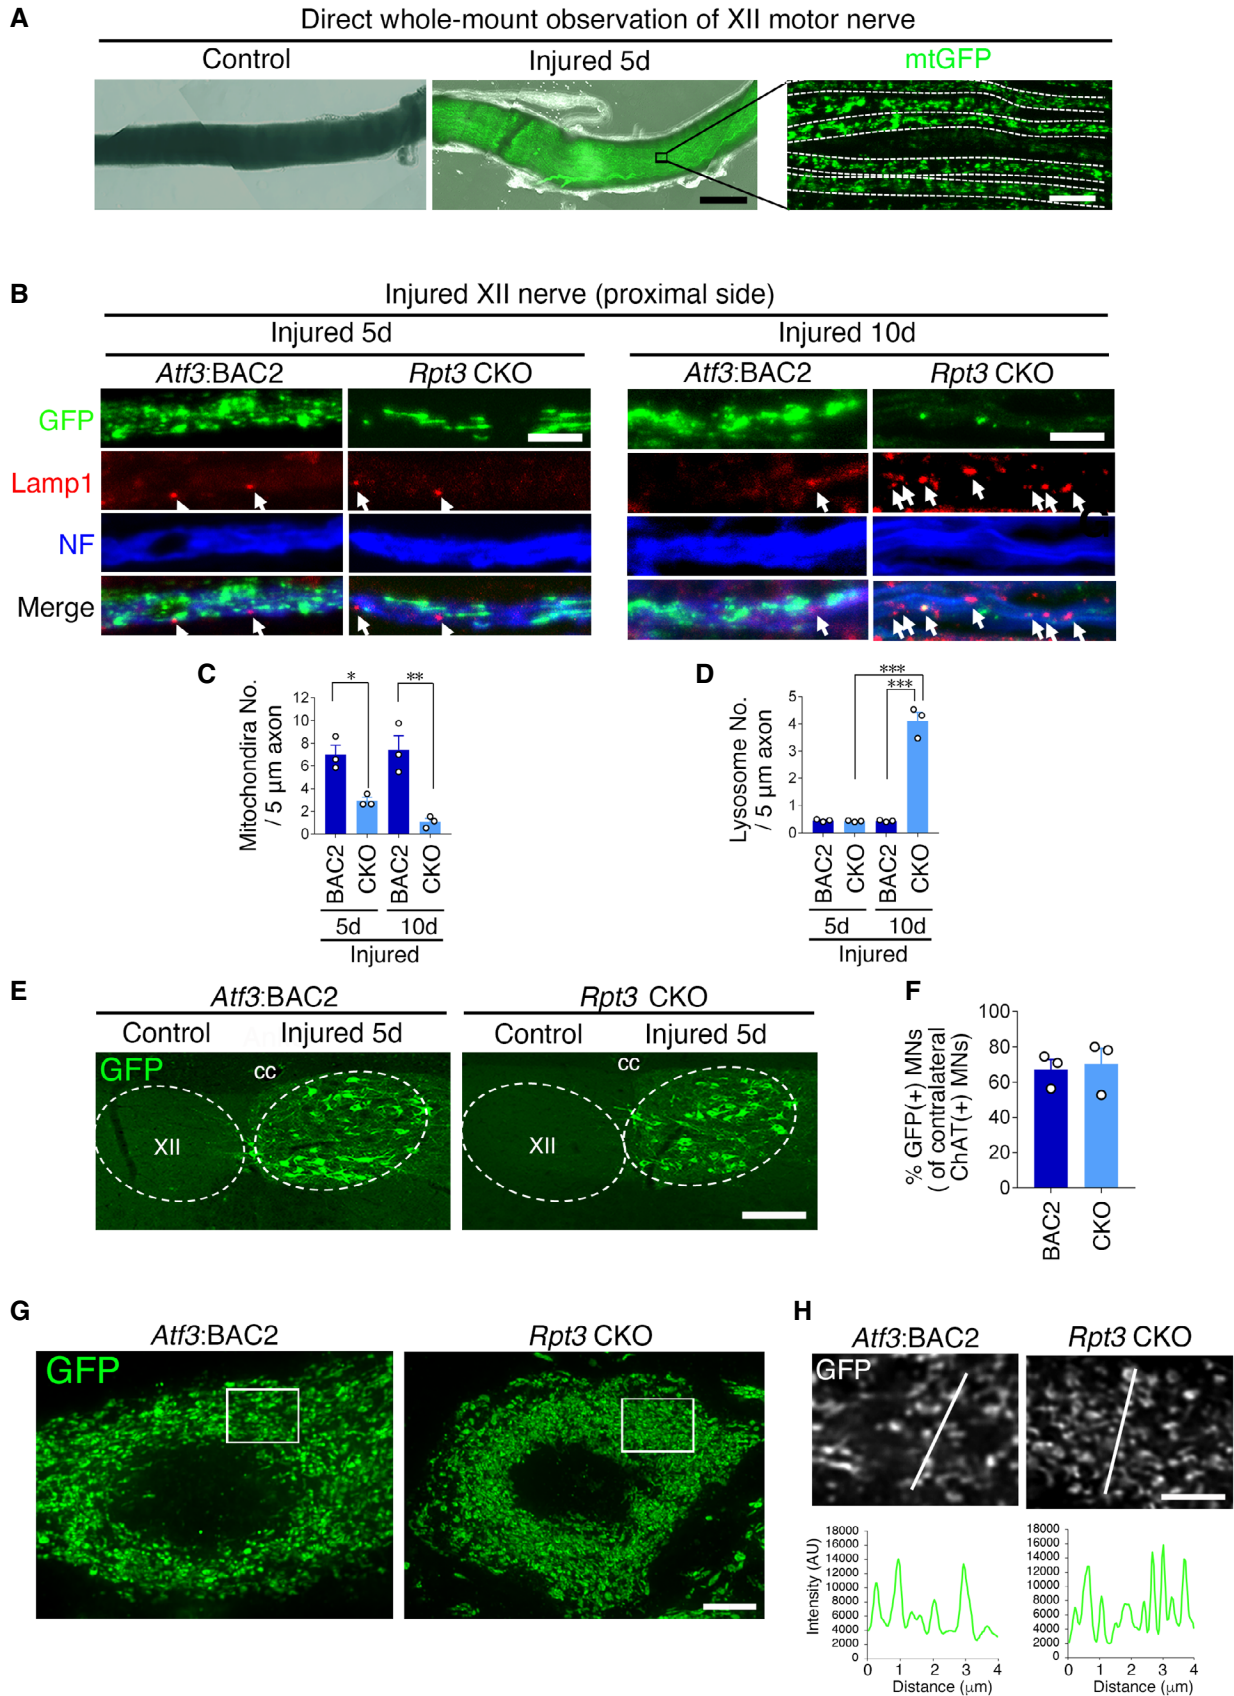 A
Direct whole-mount observation of XII motor nerve
Control
Injured 5d
mtGFP
B
Injured XII nerve (proximal side)
Injured 5d
Injured 10d
Atf3:BAC2
Rpt3 CKO
Atf3:BAC2
Rpt3 CKO
GFP
Lamp1
NF
Merge
C
Mitochondira No.
/ 5 µm axon
12
10
8
6
4
2
0
*
**
BAC2
CKO
BAC2
CKO
5d
10d
Injured
D
Lysosome No.
/ 5 µm axon
5
4
3
2
1
0
***
***
BAC2
CKO
BAC2
CKO
5d
10d
Injured
E
Atf3:BAC2
Rpt3 CKO
Control
Injured 5d
Control
Injured 5d
GFP
cc
XII
cc
XII
F
% GFP(+) MNs
( of contralateral
ChAT(+) MNs)
100
80
60
40
20
0
BAC2
CKO
G
Atf3:BAC2
Rpt3 CKO
GFP
H
Atf3:BAC2
Rpt3 CKO
GFP
Intensity (AU)
18000
16000
14000
12000
10000
8000
6000
4000
2000
0
0 1 2 3 4
Distance (µm)
18000
16000
14000
12000
10000
8000
6000
4000
2000
0
0 1 2 3 4
Distance (µm)